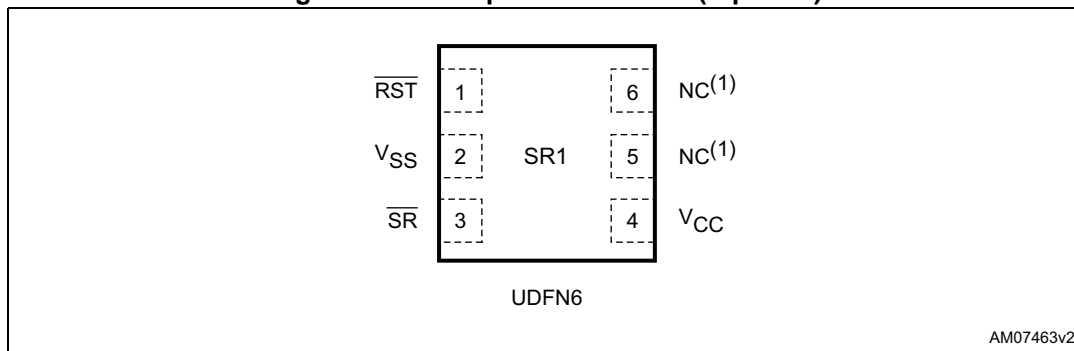 RST 1 6 NC(1)
VSS 2 SR1 5 NC(1)
SR 3 4 VCC
UDFN6
AM07463v2